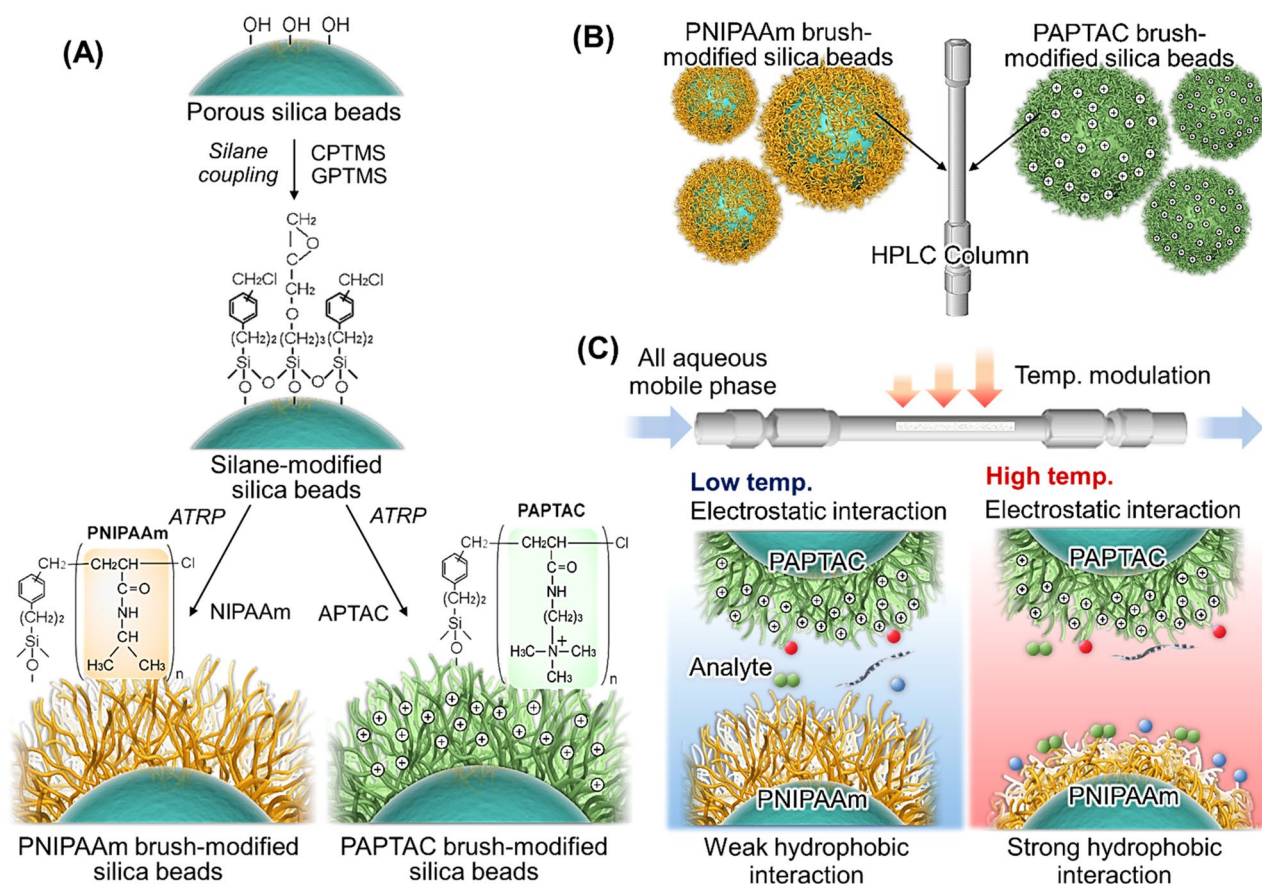 (A)
OH OH OH
Porous silica beads
Silane
coupling
CPTMS
GPTMS
CH2
O
C
CH2Cl
CH2
CH2Cl
O
(CH2)2 (CH2)3 (CH2)2
Si Si Si
O O
O O O
Silane-modified
silica beads
ATRP
ATRP
PNIPAAm
CH2 CH2CH Cl
C=O
NH
CH
H3C CH3
n
(CH2)2
Si
O
NIPAAm
APTAC
PAPTAC
CH2 CH2CH Cl
C=O
NH
(CH2)3
H3C N+ CH3
CH3
n
(CH2)2
Si
O
+ + + + + + + + + + + + + + +
PNIPAAm brush-modified
silica beads
PAPTAC brush-modified
silica beads
(B)
PNIPAAm brush-
modified silica beads
PAPTAC brush-
modified silica beads
HPLC Column
(C)
All aqueous
mobile phase
Temp. modulation
Low temp.
Electrostatic interaction
PAPTAC
Analyte
PNIPAAm
Weak hydrophobic
interaction
High temp.
Electrostatic interaction
PAPTAC
PNIPAAm
Strong hydrophobic
interaction